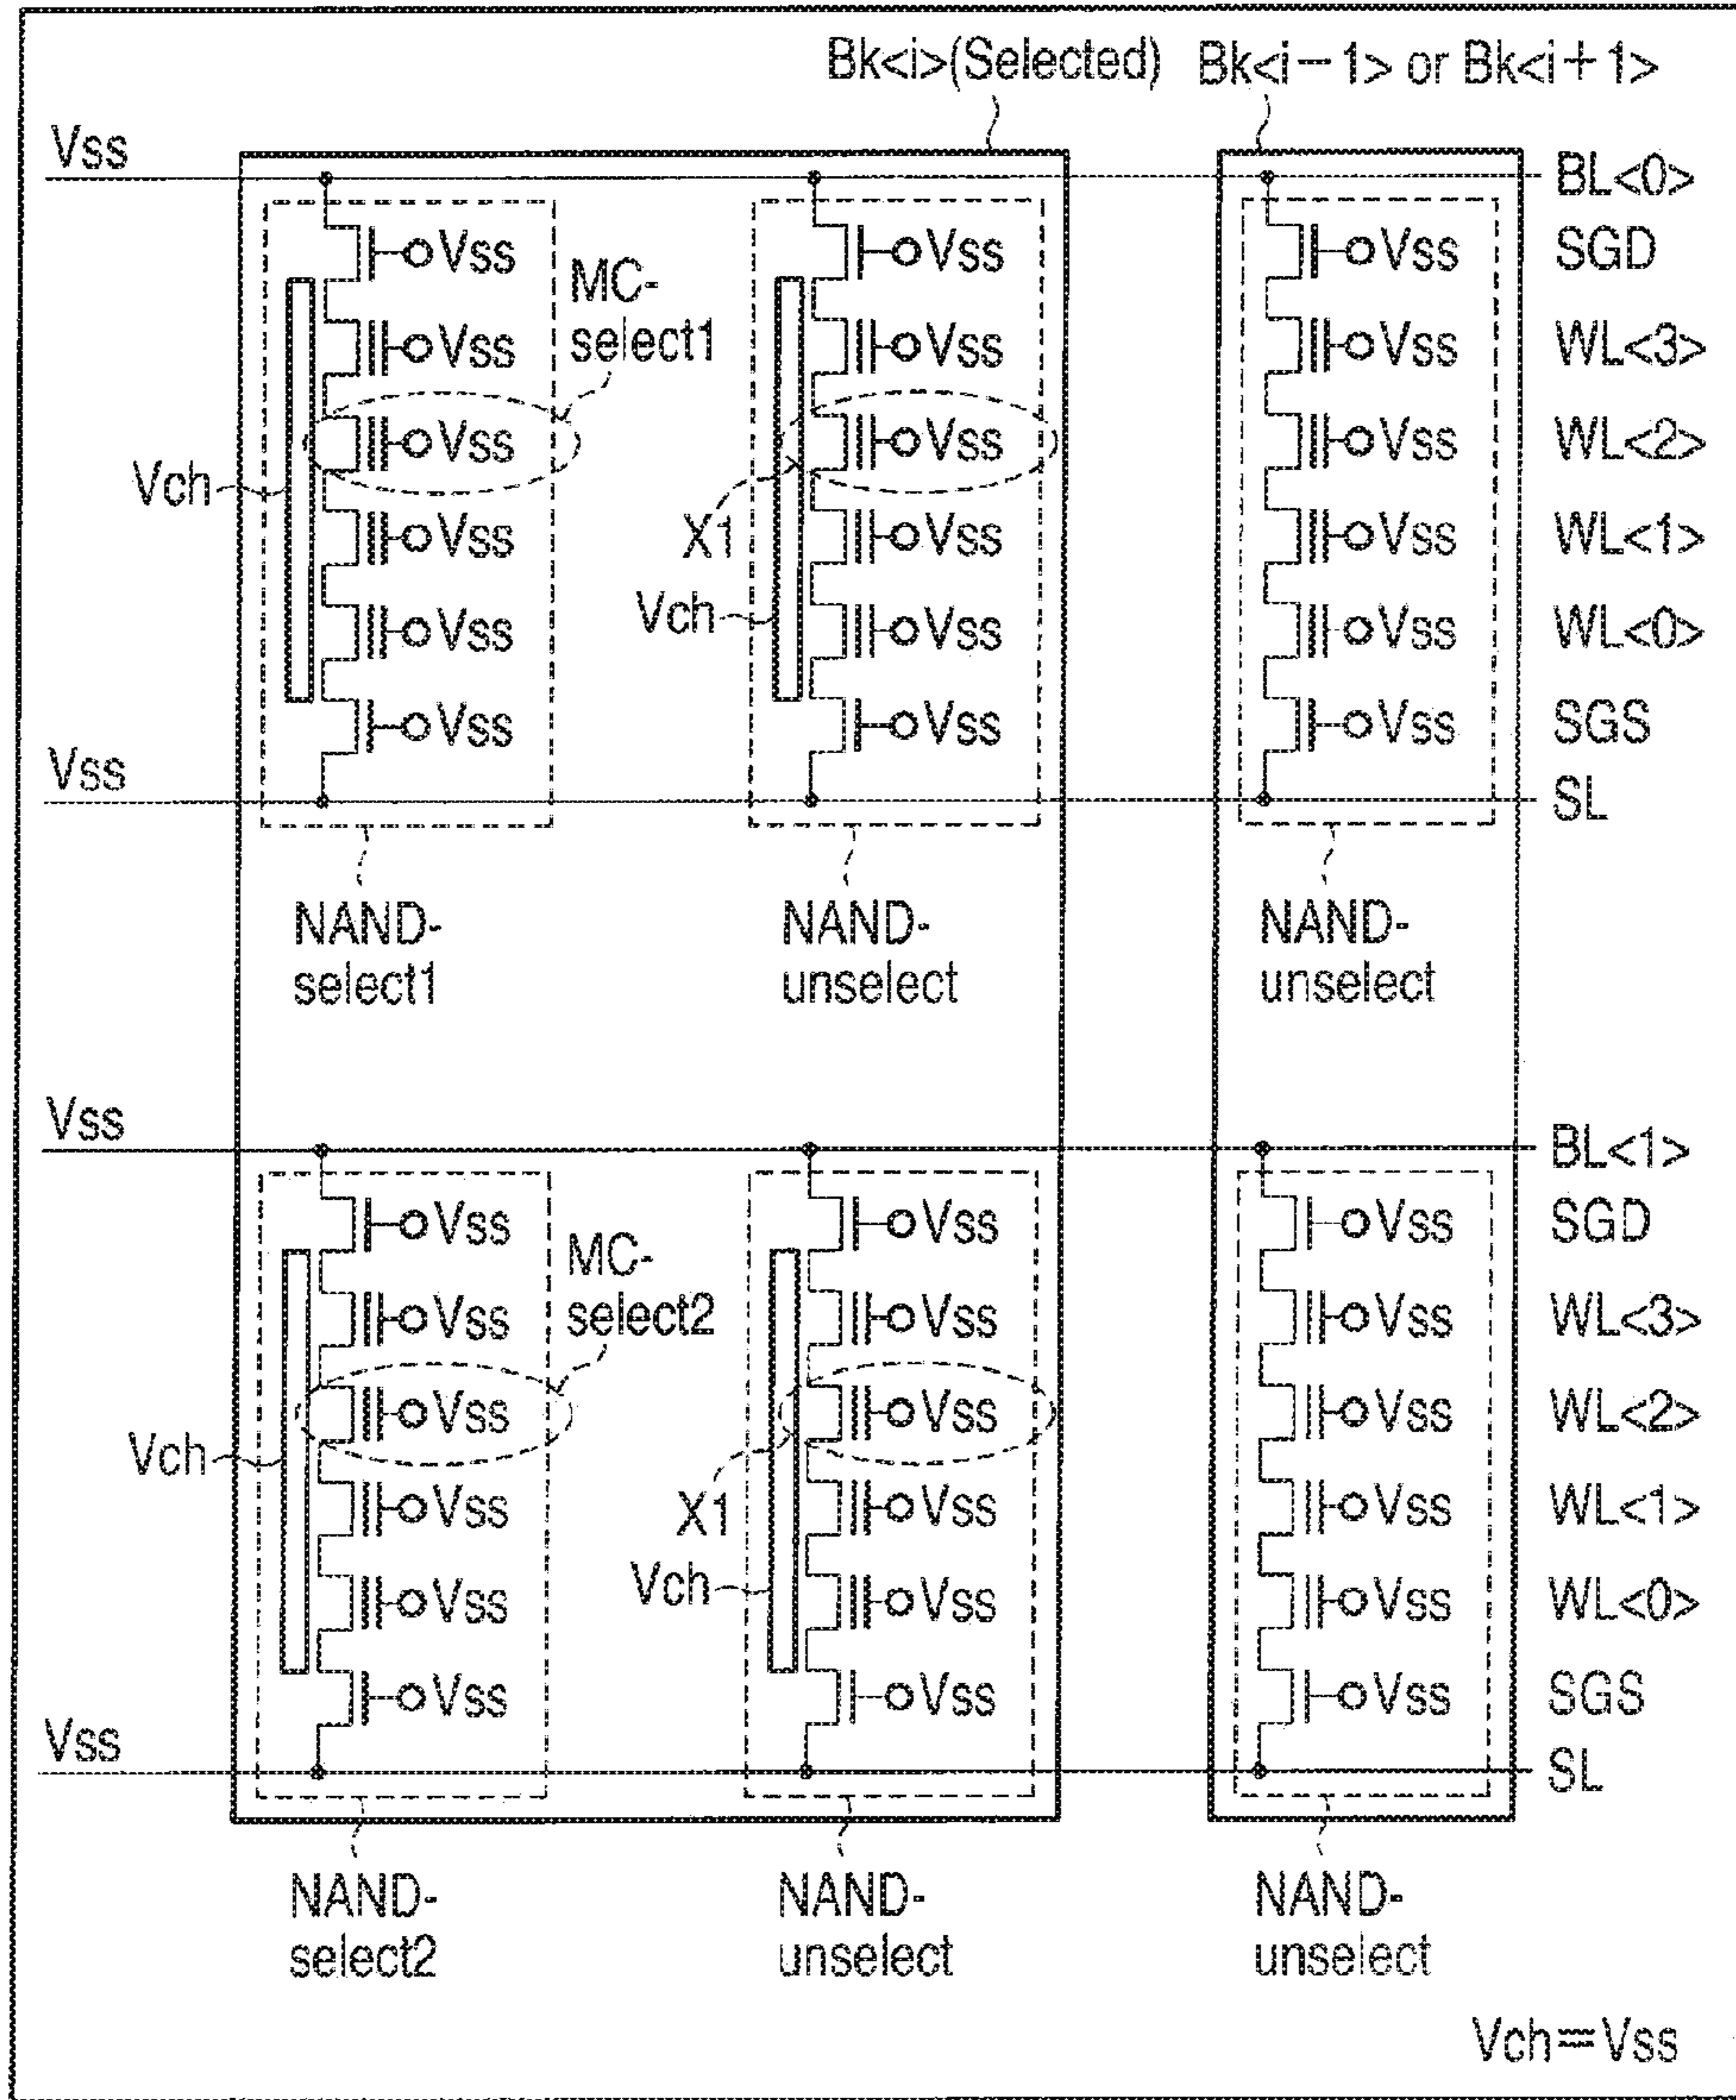 Bk<i>(Selected) Bk<i−1> or Bk<i+1>
Vss BL<0>
Vss Vss Vss SGD
MC-
select1
Vss Vss Vss WL<3>
Vss Vss Vss WL<2>
Vch X1
Vss Vss Vss WL<1>
Vch
Vss Vss Vss WL<0>
Vss Vss Vss SGS
Vss SL
NAND-
select1
NAND-
unselect
NAND-
unselect
Vss BL<1>
Vss Vss Vss SGD
MC-
select2
Vss Vss Vss WL<3>
Vss Vss Vss WL<2>
Vch X1
Vss Vss Vss WL<1>
Vch
Vss Vss Vss WL<0>
Vss Vss Vss SGS
Vss SL
NAND-
select2
NAND-
unselect
NAND-
unselect
Vch=Vss